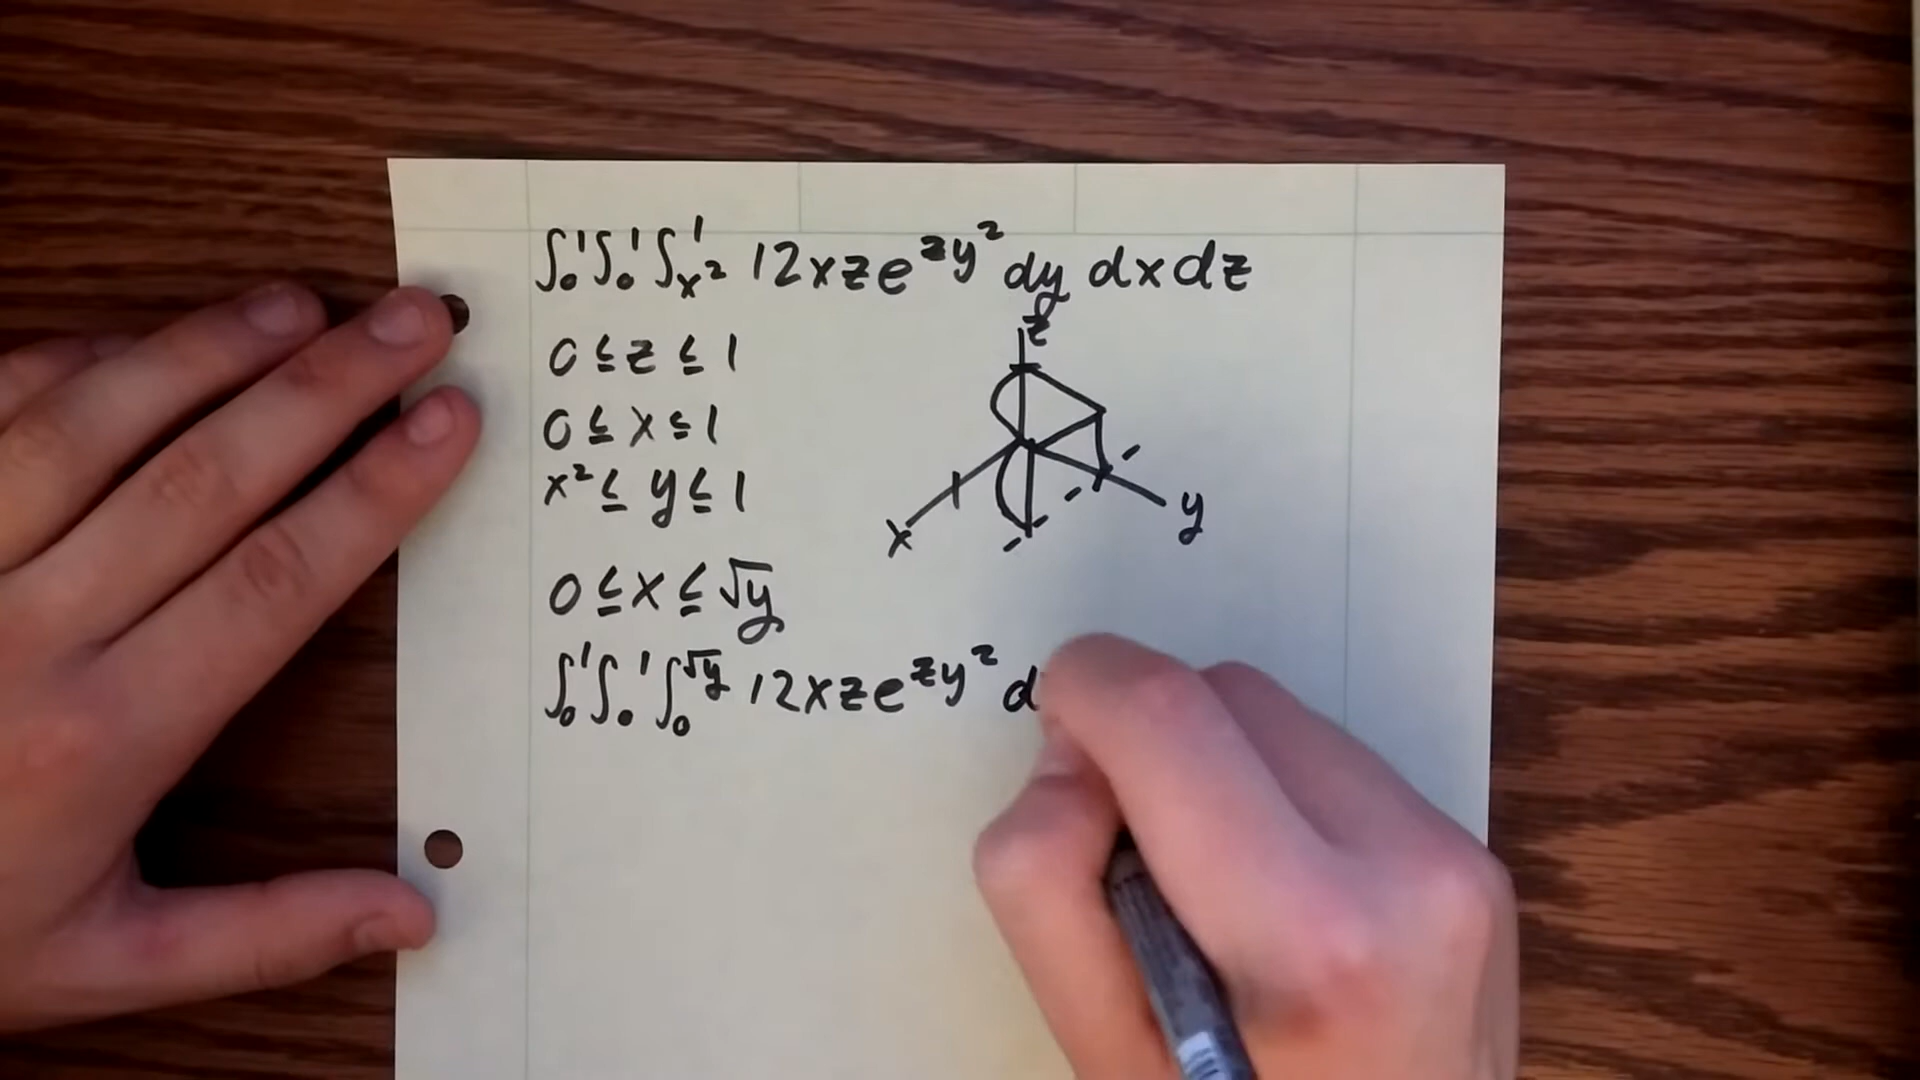 ∫₀¹∫₀¹∫ₓ²¹ 12xze^zy² dy dx dz
z
0 ≤ z ≤ 1
0 ≤ x ≤ 1
x² ≤ y ≤ 1
y
x
0 ≤ x ≤ √y
∫₀¹∫₀¹∫₀^√y 12xze^zy² d